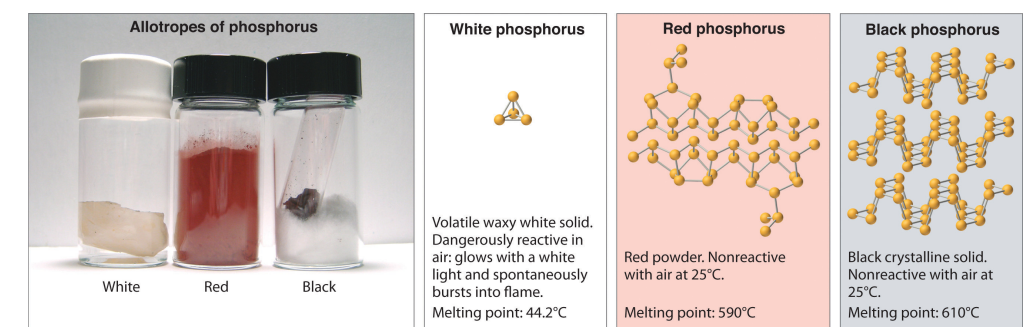 Allotropes of phosphorus
White
Red
Black
White phosphorus
Volatile waxy white solid.
Dangerously reactive in
air: glows with a white
light and spontaneously
bursts into flame.
Melting point: 44.2°C
Red phosphorus
Red powder. Nonreactive
with air at 25°C.
Melting point: 590°C
Black phosphorus
Black crystalline solid.
Nonreactive with air at
25°C.
Melting point: 610°C